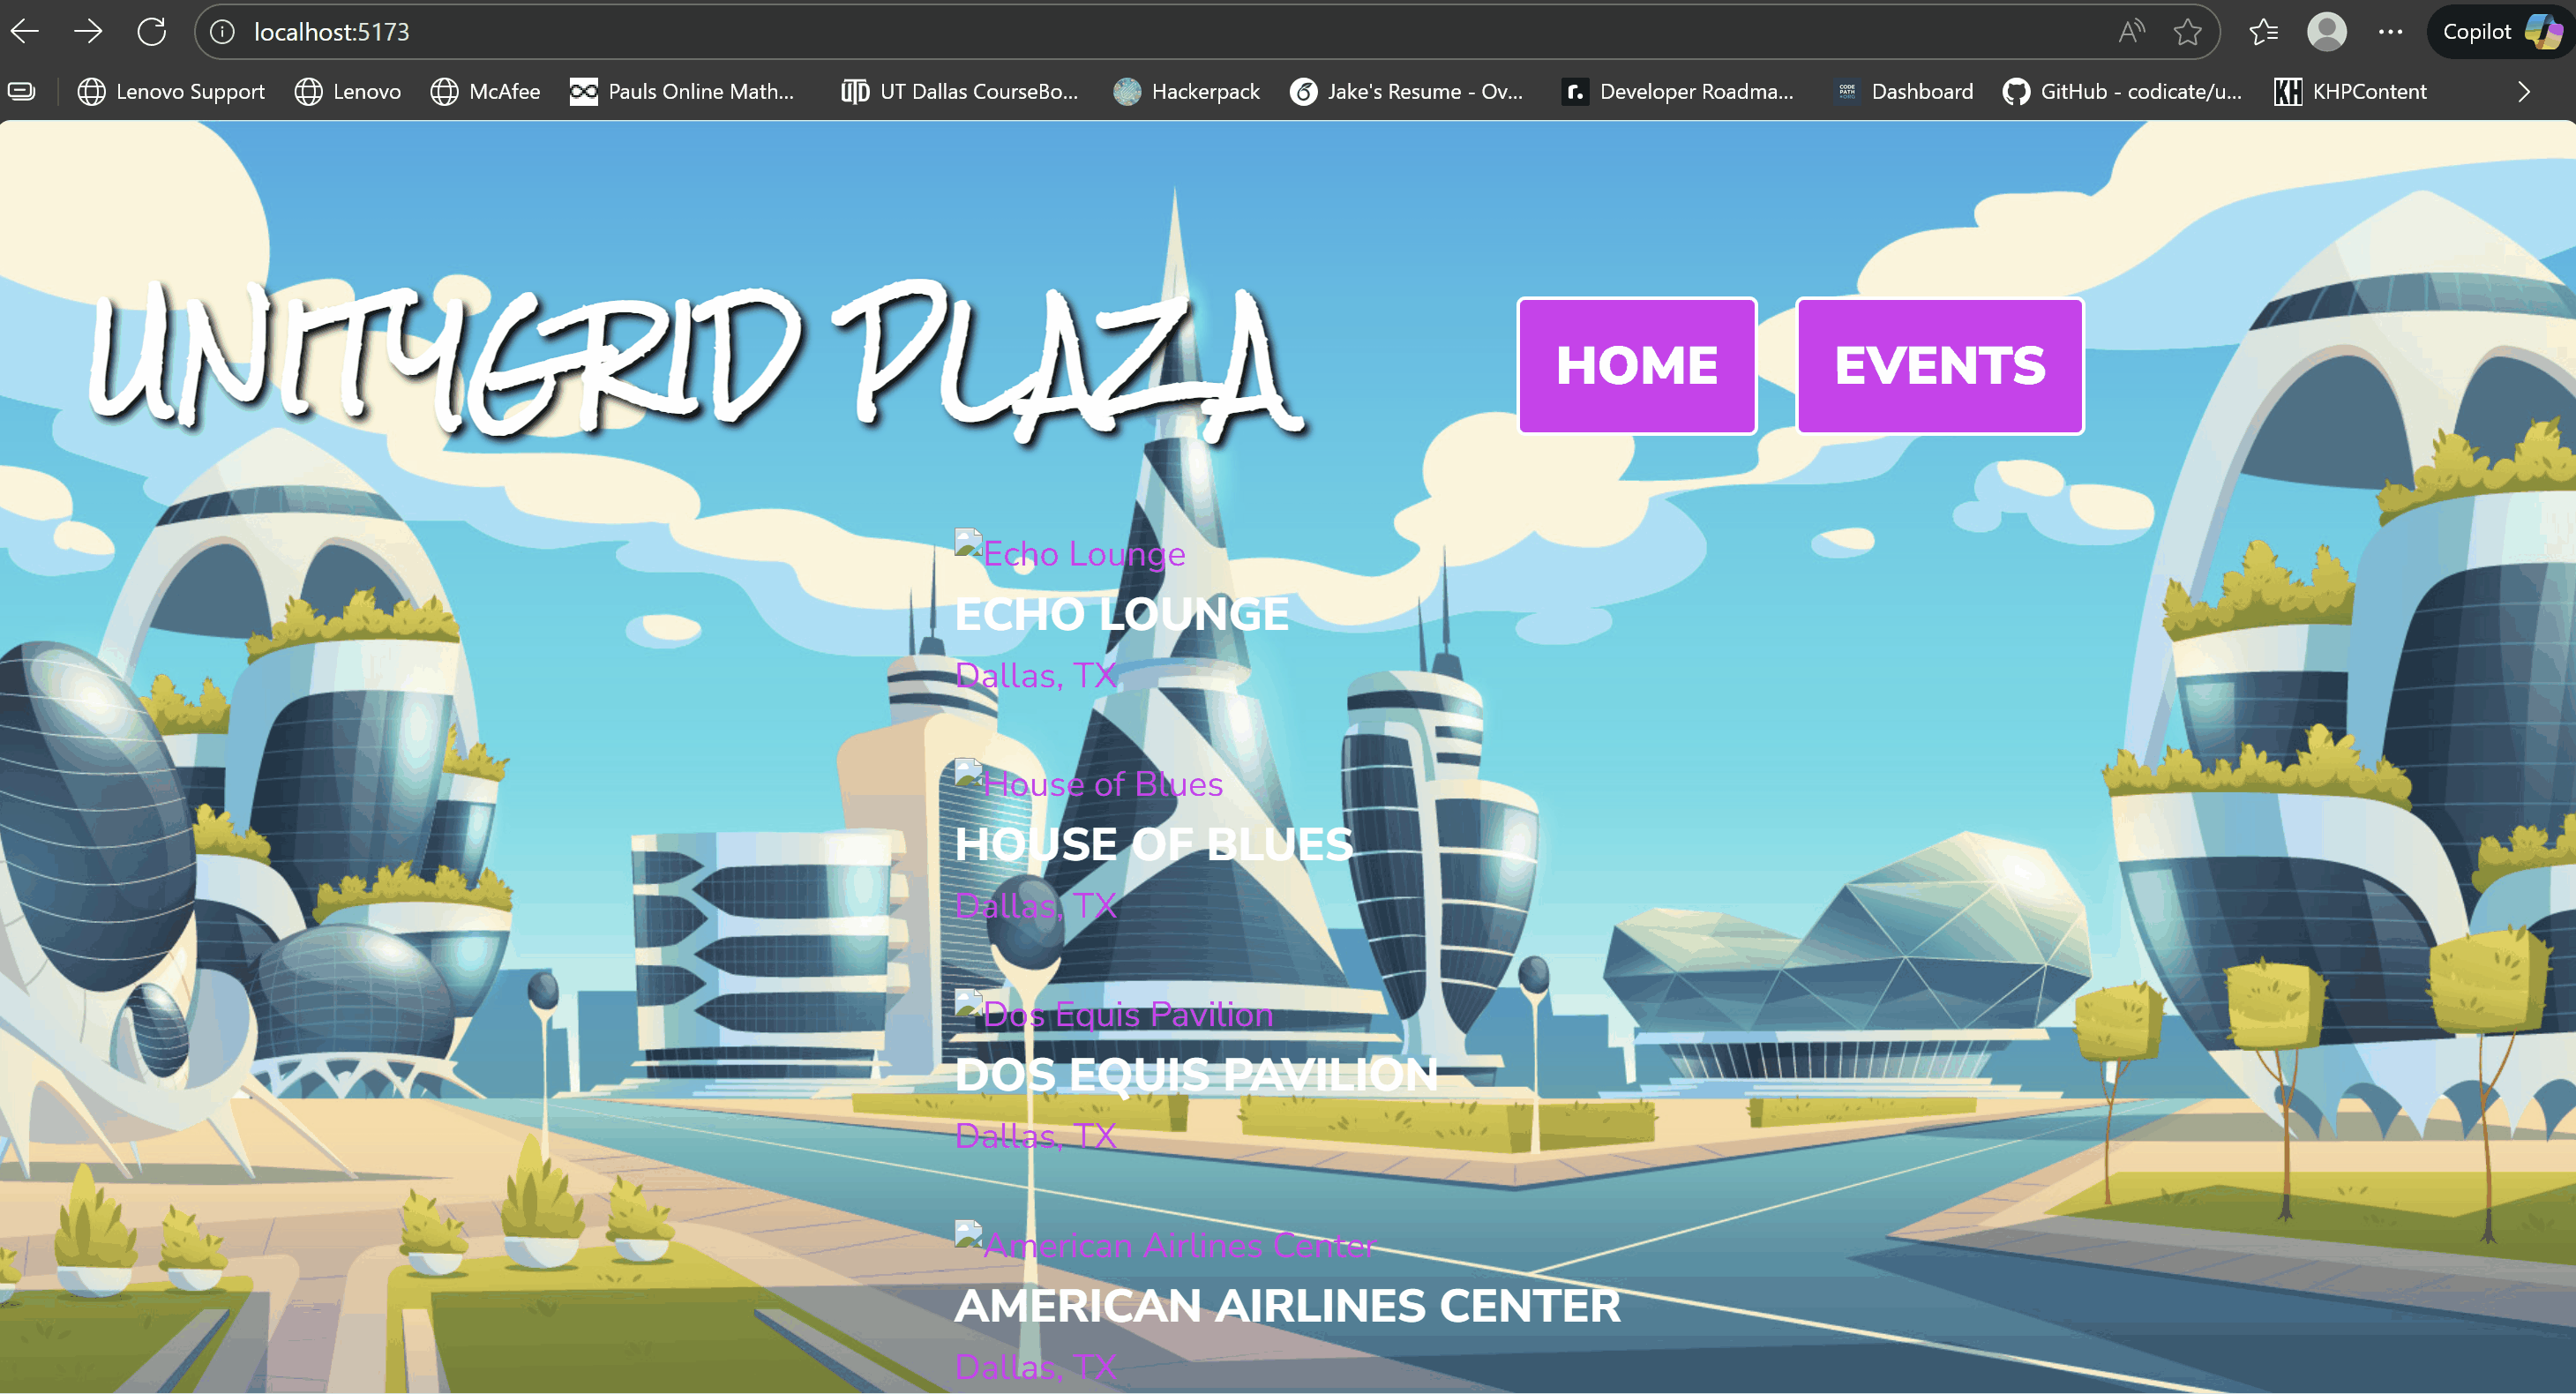 localhost:5173
Copilot
Lenovo Support
Lenovo
McAfee
Pauls Online Math...
UT Dallas CourseBo...
Hackerpack
Jake's Resume - Ov...
Developer Roadma...
Dashboard
GitHub - codicate/u...
KHPContent
UNITYGRID PLAZA
HOME
EVENTS
Echo Lounge
ECHO LOUNGE
Dallas, TX
House of Blues
HOUSE OF BLUES
Dallas, TX
Dos Equis Pavilion
DOS EQUIS PAVILION
Dallas, TX
American Airlines Center
AMERICAN AIRLINES CENTER
Dallas, TX